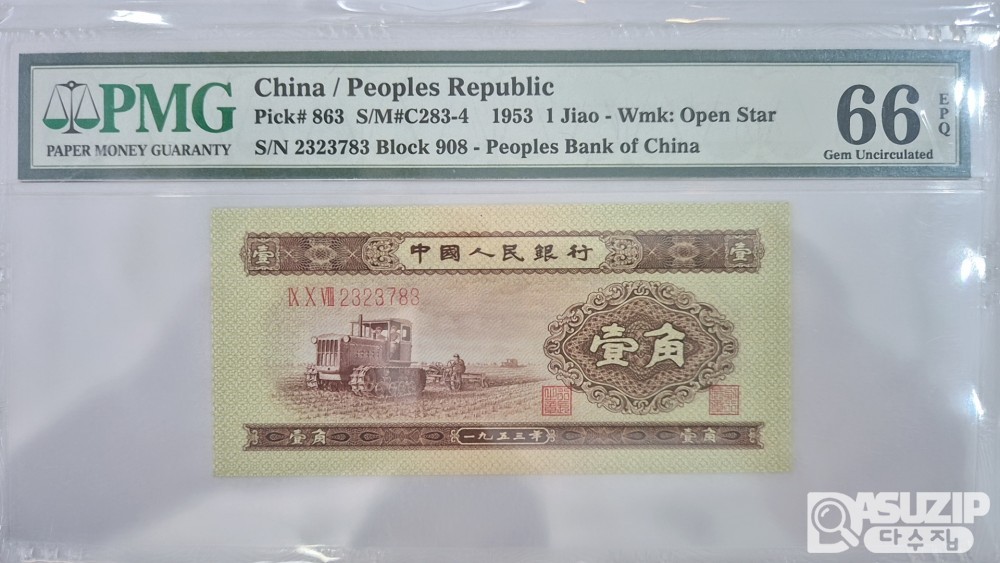 PMG
PAPER MONEY GUARANTY
China / Peoples Republic
Pick# 863 S/M#C283-4 1953 1 Jiao - Wmk: Open Star
S/N 2323783 Block 908 - Peoples Bank of China
66
EPQ
Gem Uncirculated
壹 中國人民銀行 壹
IX X VIII 2323783
壹角
壹角 一九五三年 壹角
DASUZIP
다수집